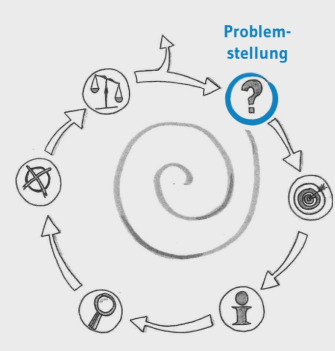 Problem-
stellung
?
i